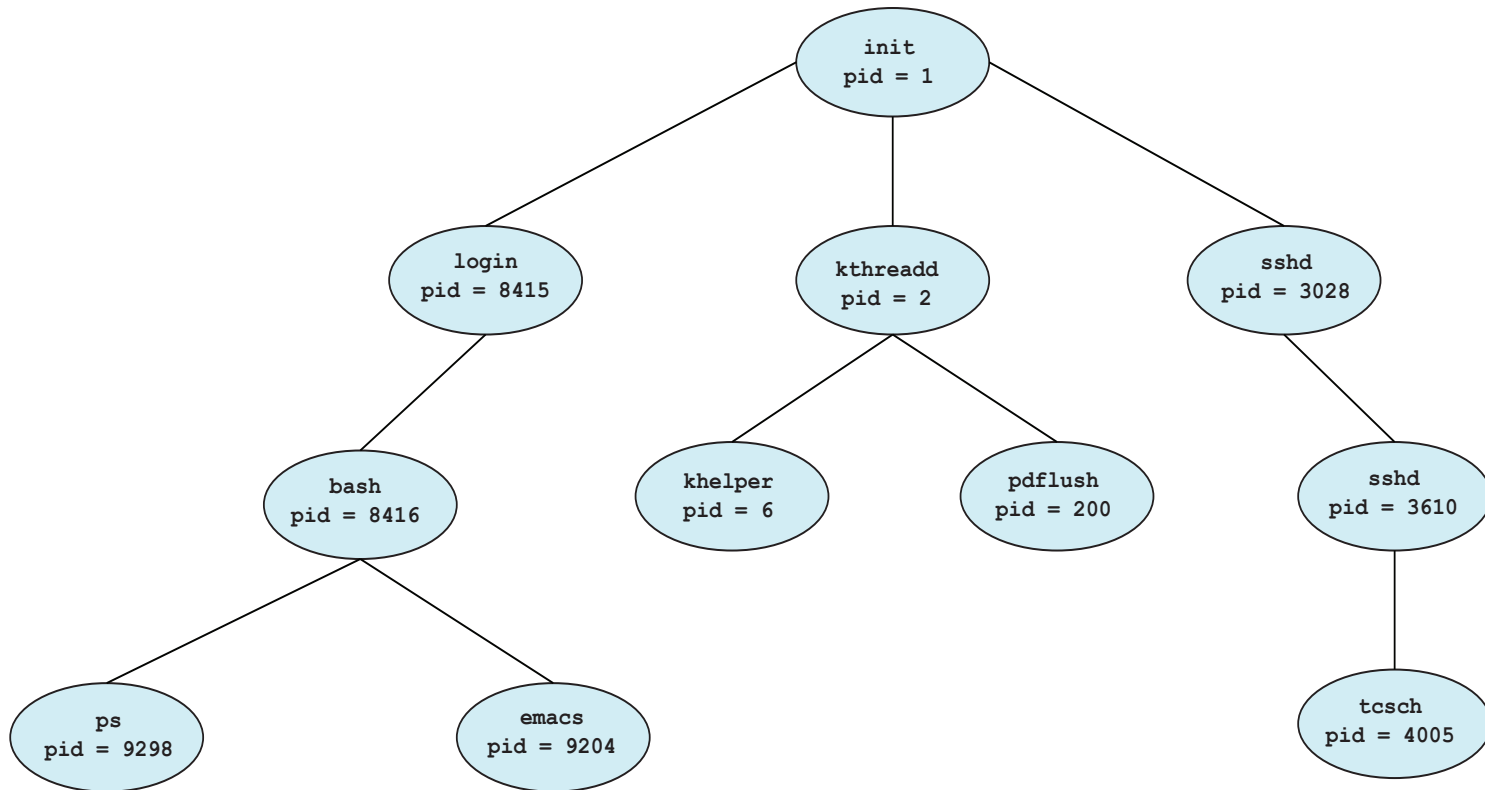 init
pid = 1
login
pid = 8415
kthreadd
pid = 2
sshd
pid = 3028
bash
pid = 8416
khelper
pid = 6
pdflush
pid = 200
sshd
pid = 3610
ps
pid = 9298
emacs
pid = 9204
tcsch
pid = 4005